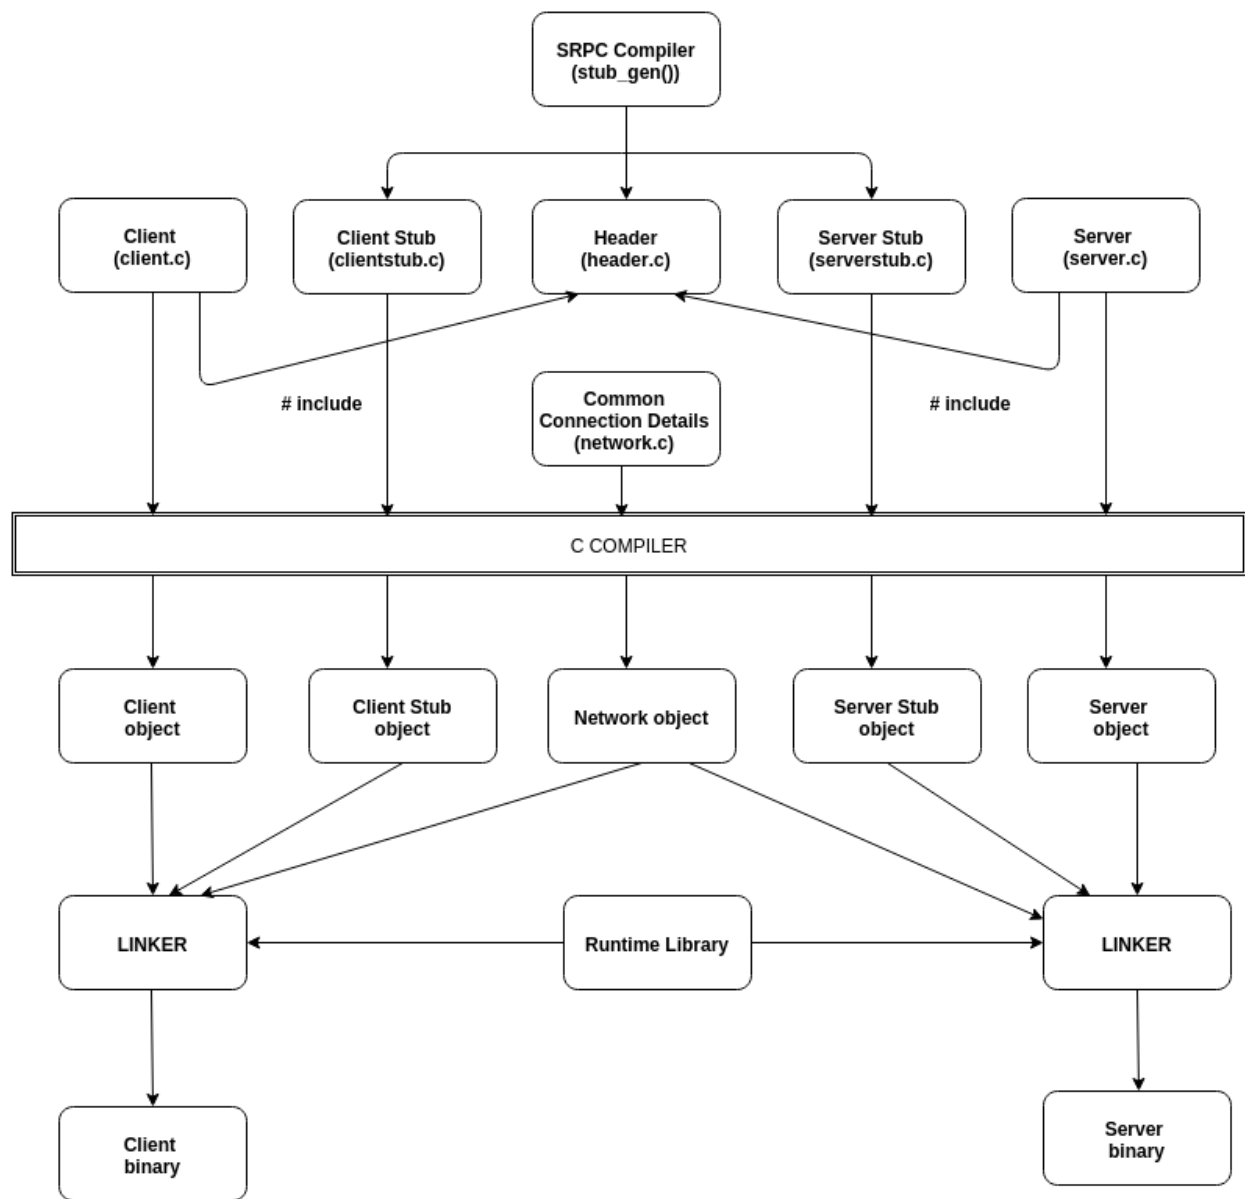 SRPC Compiler
(stub_gen())
Client
(client.c)
Client Stub
(clientstub.c)
Header
(header.c)
Server Stub
(serverstub.c)
Server
(server.c)
# include
Common
Connection Details
(network.c)
# include
C COMPILER
Client
object
Client Stub
object
Network object
Server Stub
object
Server
object
LINKER
Runtime Library
LINKER
Client
binary
Server
binary